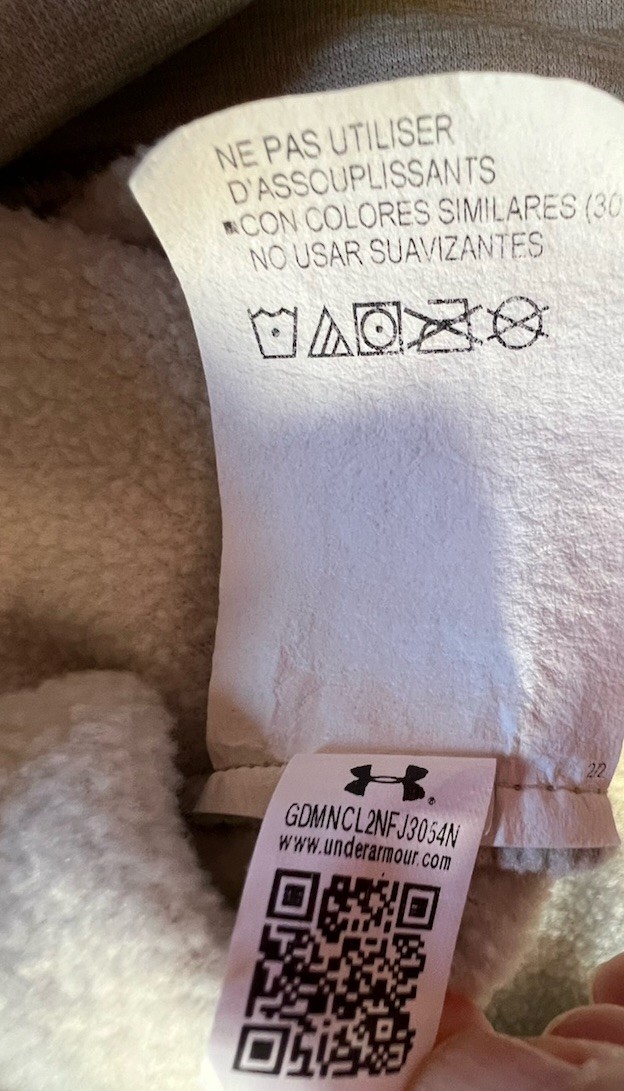 NE PAS UTILISER
D'ASSOUPLISSANTS
▪CON COLORES SIMILARES (30
NO USAR SUAVIZANTES
2/2
GDMNCL2NFJ3054N
www.underarmour.com